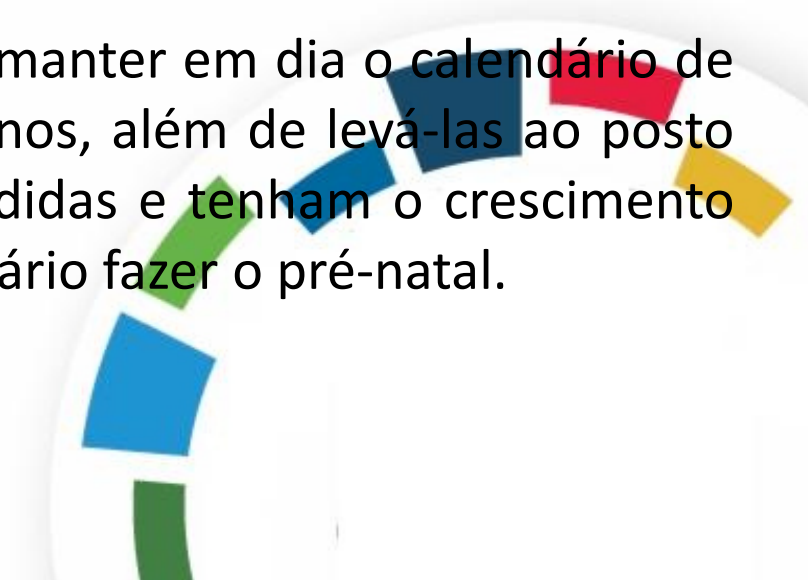 manter em dia o calendário de
nos, além de levá-las ao posto
didas e tenham o crescimento
ário fazer o pré-natal.